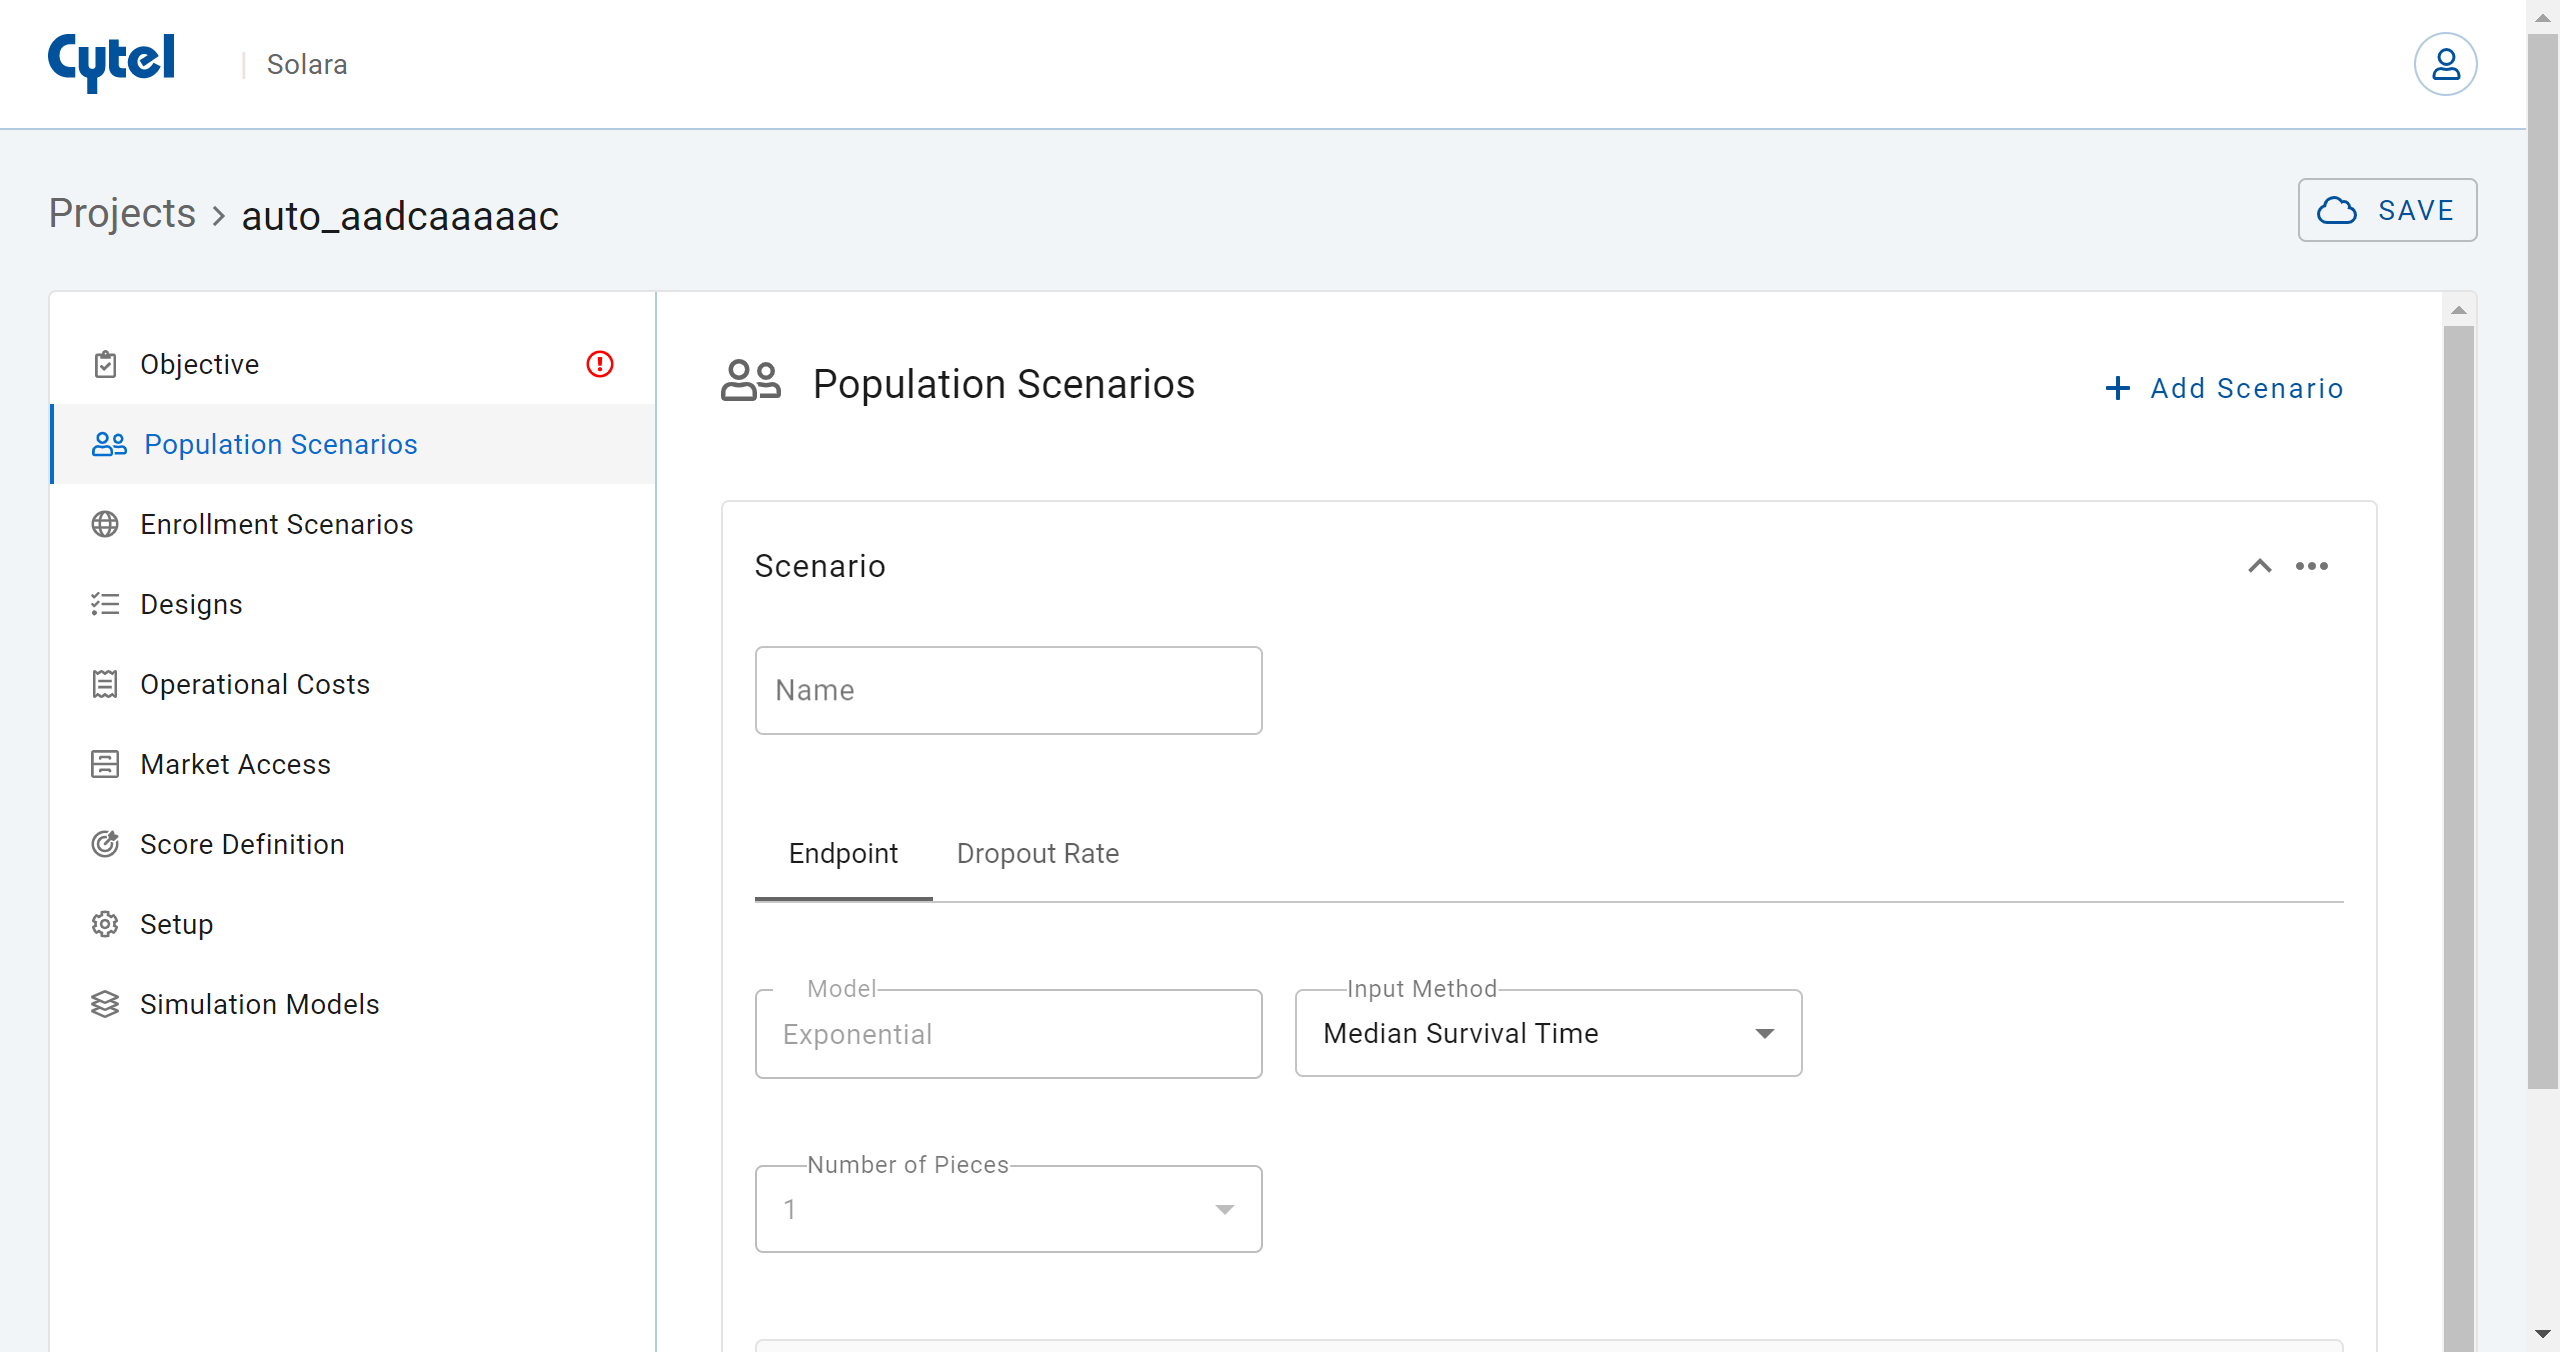 Cytel
Solara
Projects > auto_aadcaaaaac
SAVE
Objective
Population Scenarios
Enrollment Scenarios
Designs
Operational Costs
Market Access
Score Definition
Setup
Simulation Models
Population Scenarios
Add Scenario
Scenario
Name
Endpoint Dropout Rate
Model Input Method
Exponential Median Survival Time
Number of Pieces
1